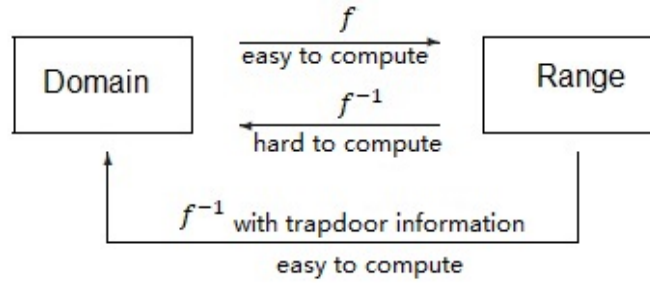 f
easy to compute
Domain
Range
f⁻¹
hard to compute
f⁻¹ with trapdoor information
easy to compute